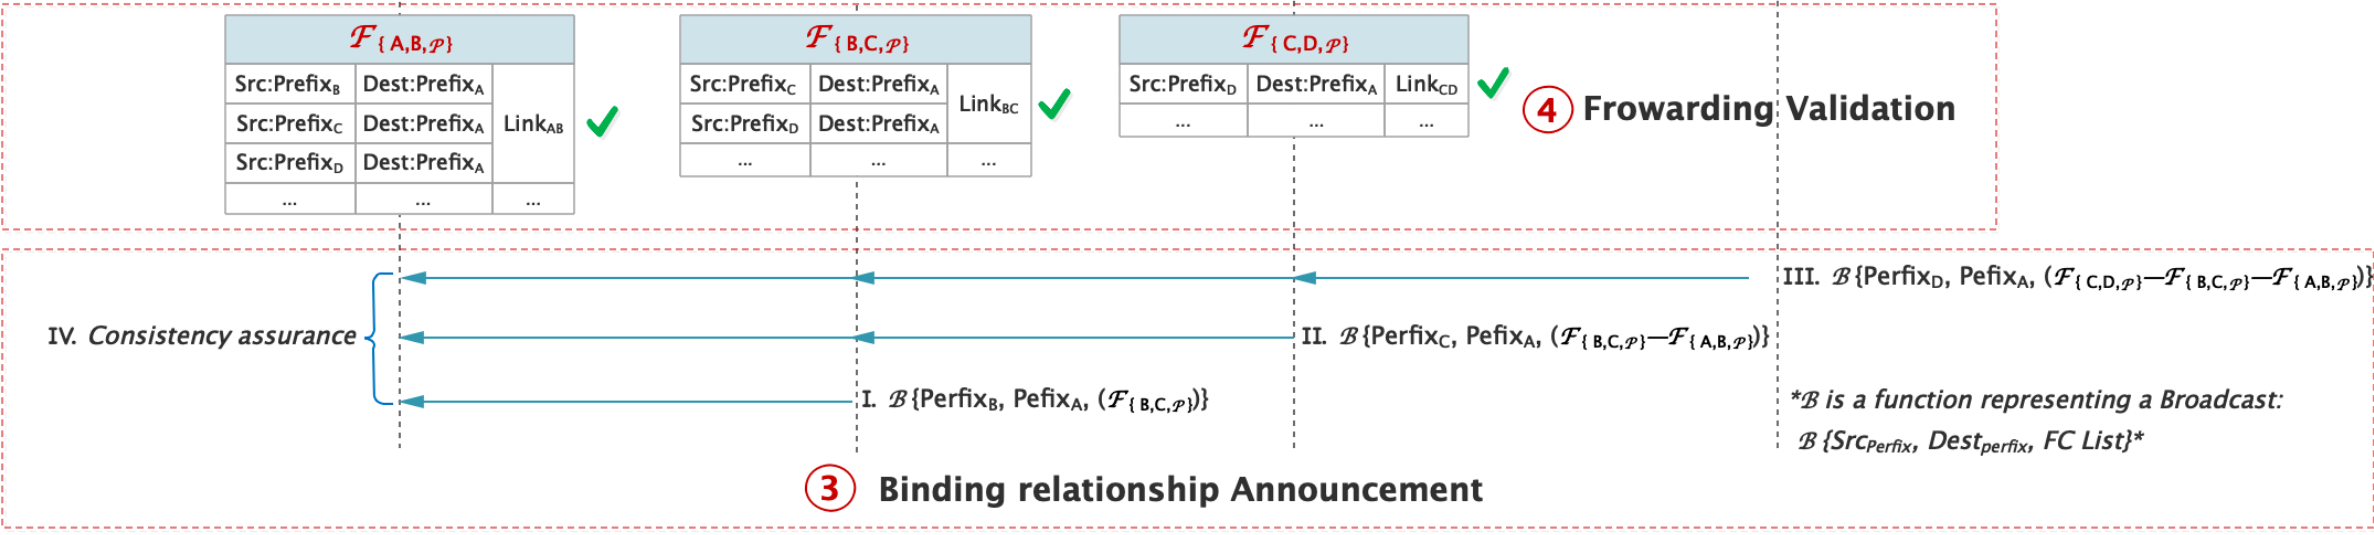 ℱ{ A,B,𝒫}
Src:PrefixB Dest:PrefixA LinkAB
Src:PrefixC Dest:PrefixA
Src:PrefixD Dest:PrefixA
... ... ...
ℱ{ B,C,𝒫}
Src:PrefixC Dest:PrefixA LinkBC
Src:PrefixD Dest:PrefixA
... ... ...
ℱ{ C,D,𝒫}
Src:PrefixD Dest:PrefixA LinkCD
... ... ...
④ Frowarding Validation
III. ℬ{PerfixD, PefixA, (ℱ{ C,D,𝒫}—ℱ{ B,C,𝒫}—ℱ{ A,B,𝒫})}
IV. Consistency assurance
II. ℬ{PerfixC, PefixA, (ℱ{ B,C,𝒫}—ℱ{ A,B,𝒫})}
I. ℬ{PerfixB, PefixA, (ℱ{ B,C,𝒫})}
*ℬ is a function representing a Broadcast:
ℬ{SrcPerfix, Destperfix, FC List}*
③ Binding relationship Announcement